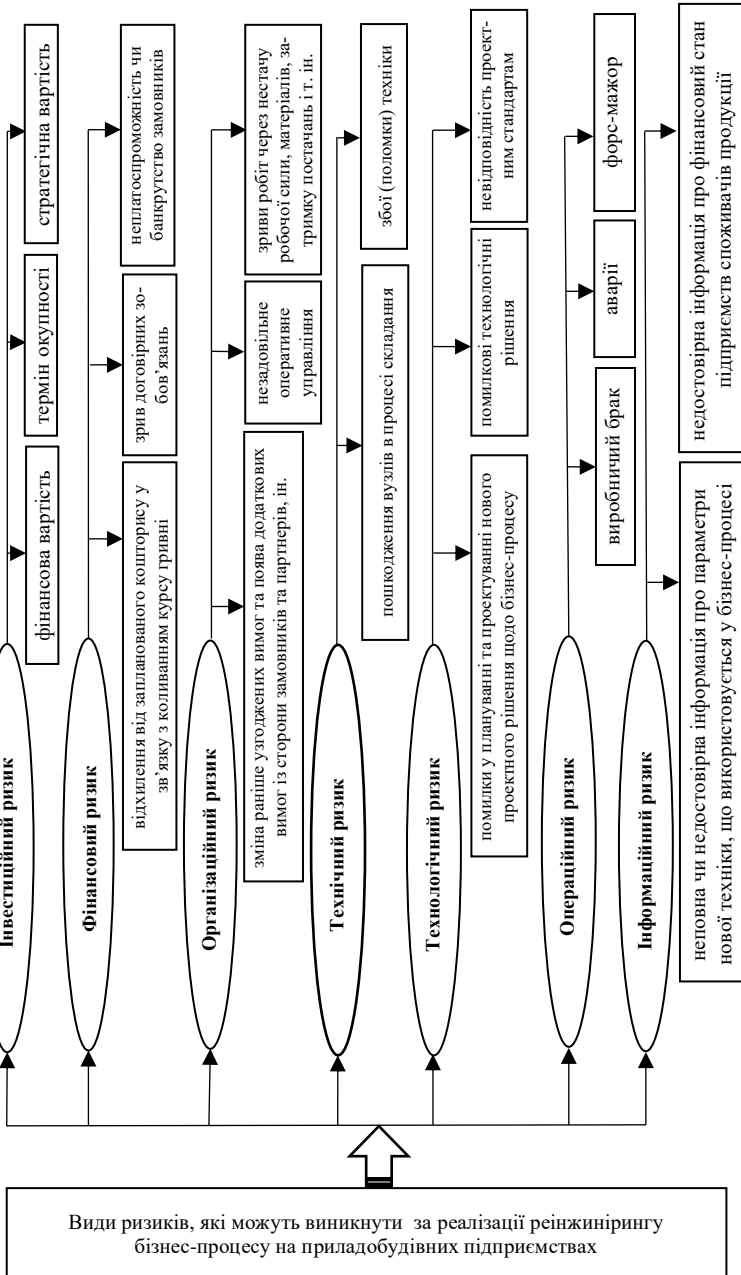 Види ризиків, які можуть виникнути за реалізації реінжинірингу
бізнес-процесу на приладобудівних підприємствах
Інвестиційний ризик
фінансова вартість
термін окупності
стратегічна вартість
Фінансовий ризик
відхилення від запланованого кошторису у
зв’язку з коливанням курсу гривні
зрив договірних зо-
бов’язань
неплатоспроможність чи
банкрутство замовників
Організаційний ризик
зміна раніше узгоджених вимог та поява додаткових
вимог із сторони замовників та партнерів, ін.
незадовільне
оперативне
управління
зриви робіт через нестачу
робочої сили, матеріалів, за-
тримку постачань і т. ін.
Технічний ризик
пошкодження вузлів в процесі складання
збої (поломки) техніки
Технологічний ризик
помилки у плануванні та проектуванні нового
проектного рішення щодо бізнес-процесу
помилкові технологічні
рішення
невідповідність проект-
ним стандартам
Операційний ризик
виробничий брак
аварії
форс-мажор
Інформаційний ризик
неповна чи недостовірна інформація про параметри
нової техніки, що використовується у бізнес-процесі
недостовірна інформація про фінансовий стан
підприємств споживачів продукції